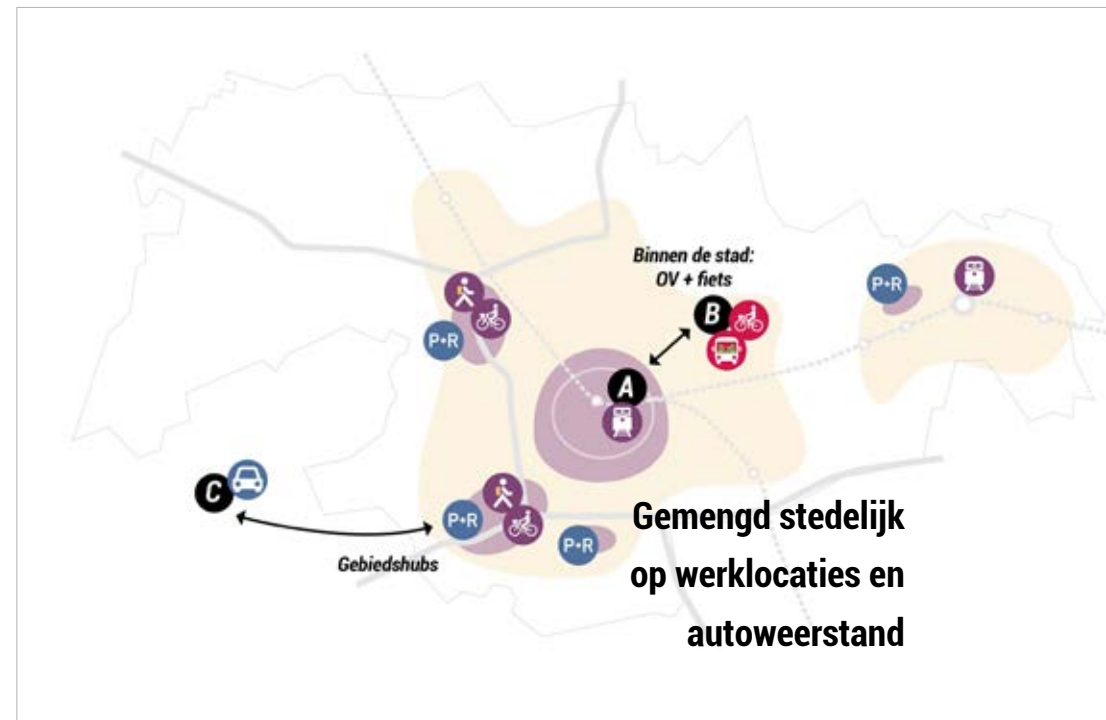 Binnen de stad:
OV + fiets
P+R
B
P+R
A
C
P+R
P+R
Gebiedshubs
Gemengd stedelijk
op werklocaties en
autoweerstand